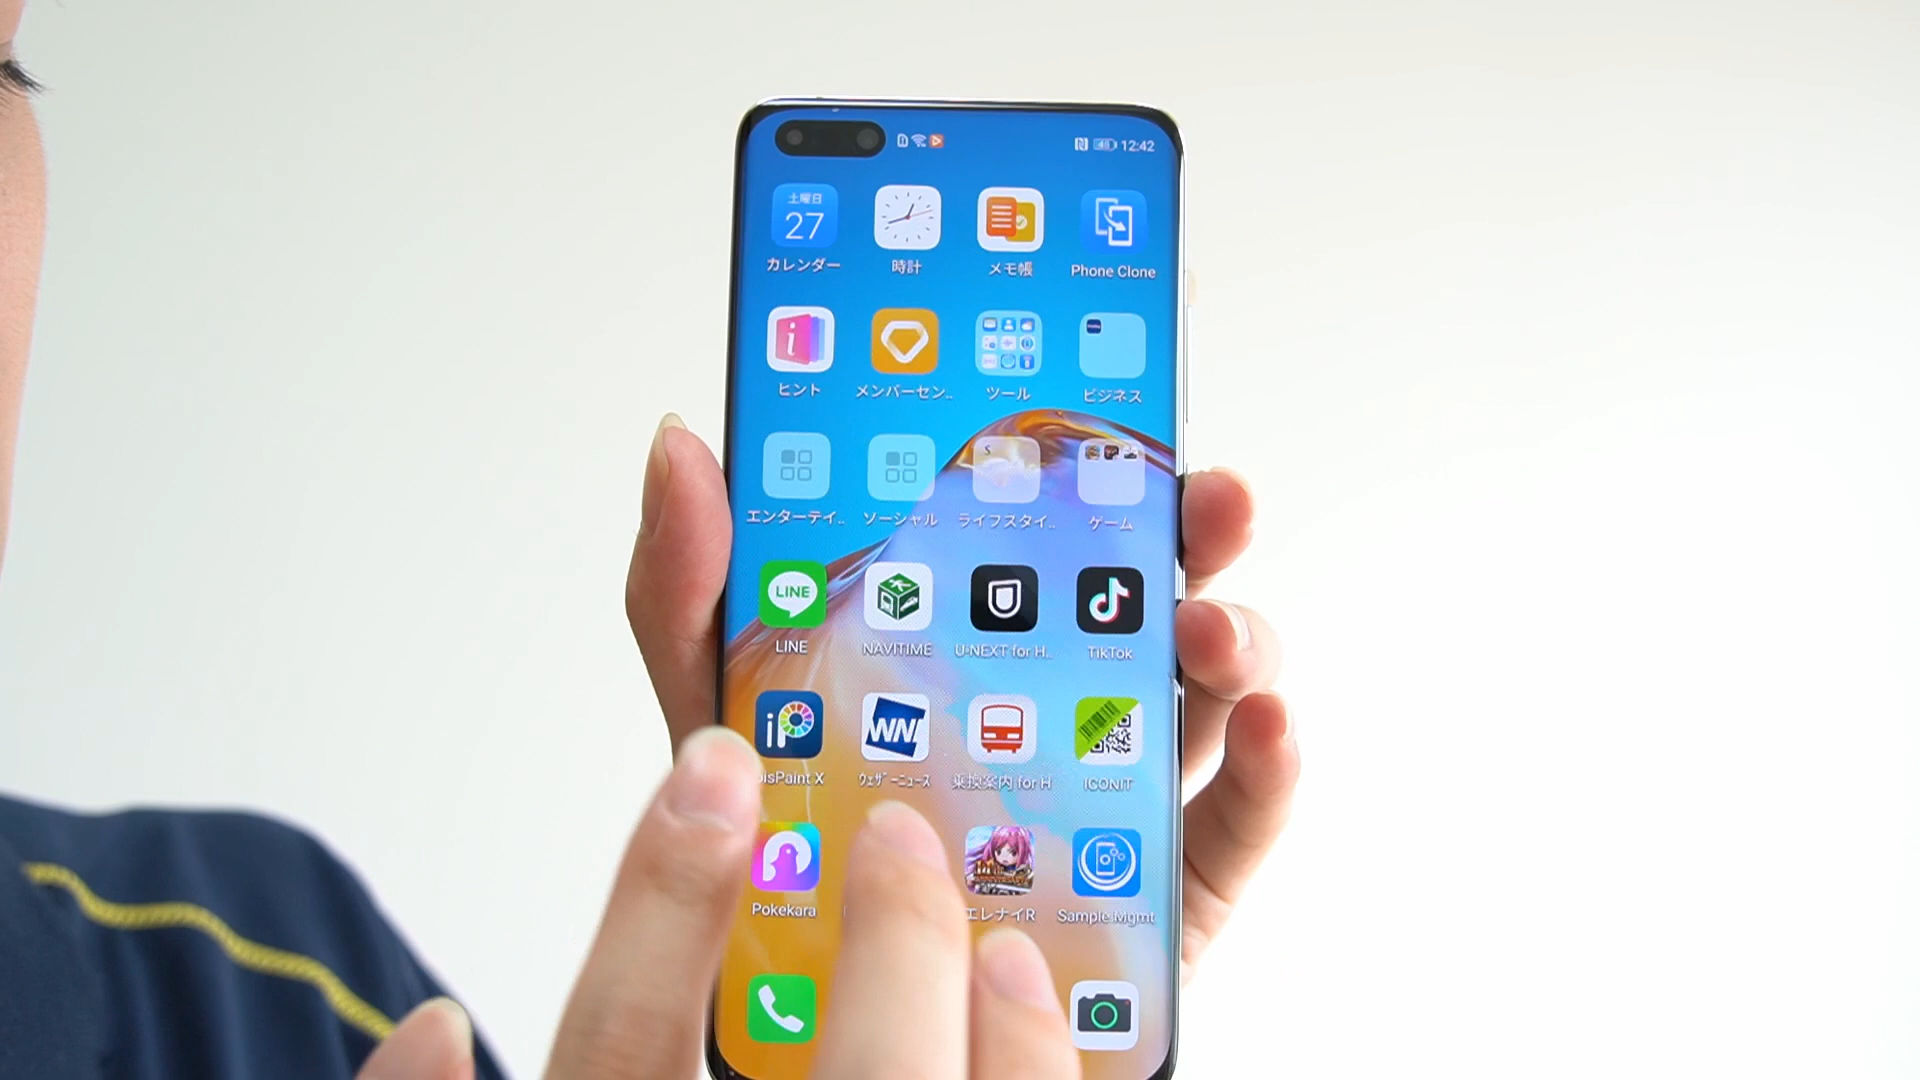 12:42
土曜日
27
カレンダー
時計
メモ帳
Phone Clone
i
ヒント
メンバーセン..
ツール
ビジネス
エンターテイ..
ソーシャル
S
ライフスタイ..
ゲーム
LINE
LINE
NAVITIME
U-NEXT for H..
TikTok
iP
WNI
bisPaint X
ウェザーニュース
乗換案内 for H
ICONIT
Pokekara
エレナイR
Sample Mgmt